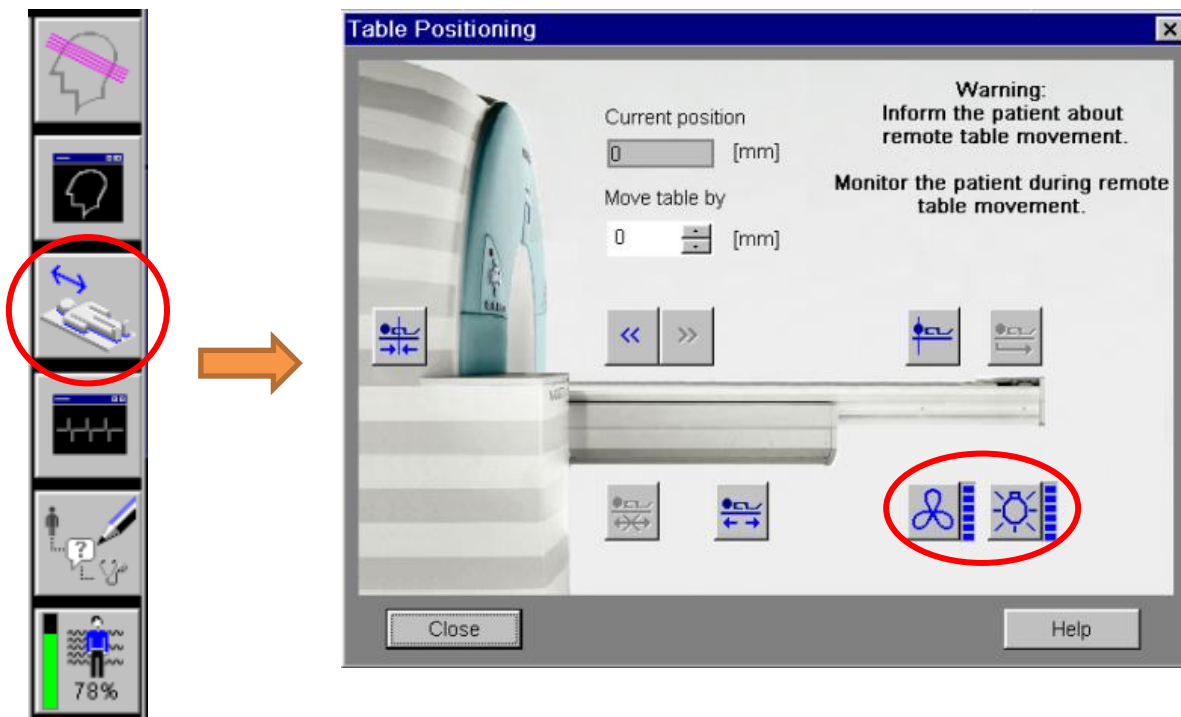 ?
78%
Table Positioning
Current position
0 [mm]
Move table by
0 [mm]
Warning:
Inform the patient about
remote table movement.
Monitor the patient during remote
table movement.
Close
Help